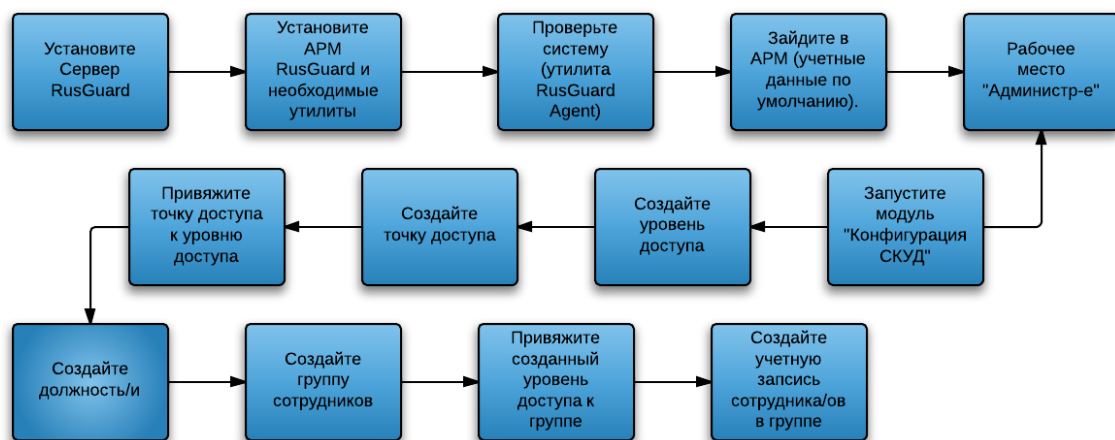 Установите
Сервер
RusGuard
Установите
АРМ
RusGuard и
необходимые
утилиты
Проверьте
систему
(утилита
RusGuard
Agent)
Зайдите в
АРМ (учетные
данные по
умолчанию).
Рабочее
место
"Администр-е"
Запустите
модуль
"Конфигурация
СКУД"
Создайте
уровень
доступа
Создайте
точку доступа
Привяжите
точку доступа
к уровню
доступа
Создайте
должность/и
Создайте
группу
сотрудников
Привяжите
созданный
уровень
доступа к
группе
Создайте
учетную
запсись
сотрудника/ов
в группе